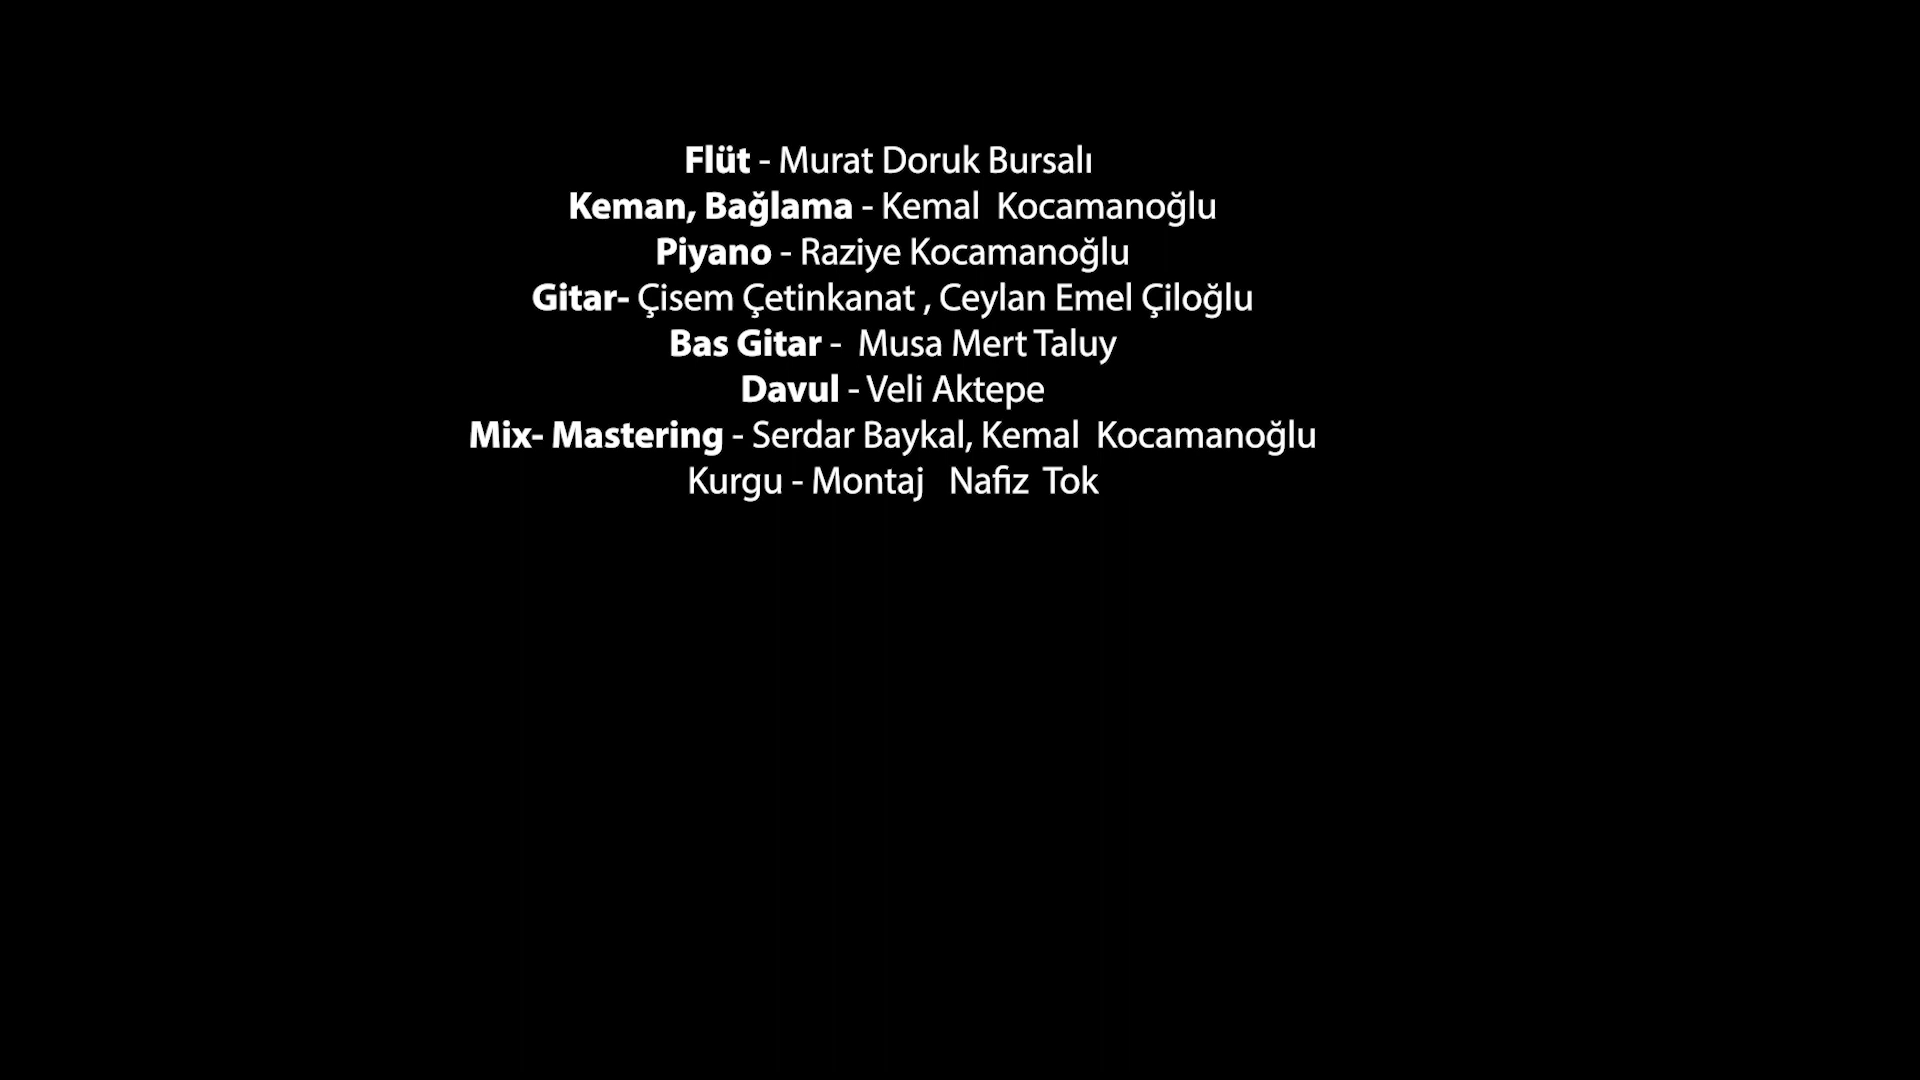 Flüt - Murat Doruk Bursalı
Keman, Bağlama - Kemal  Kocamanoğlu
Piyano - Raziye Kocamanoğlu
Gitar- Çisem Çetinkanat , Ceylan Emel Çiloğlu
Bas Gitar -  Musa Mert Taluy
Davul - Veli Aktepe
Mix- Mastering - Serdar Baykal, Kemal  Kocamanoğlu
Kurgu - Montaj   Nafiz  Tok